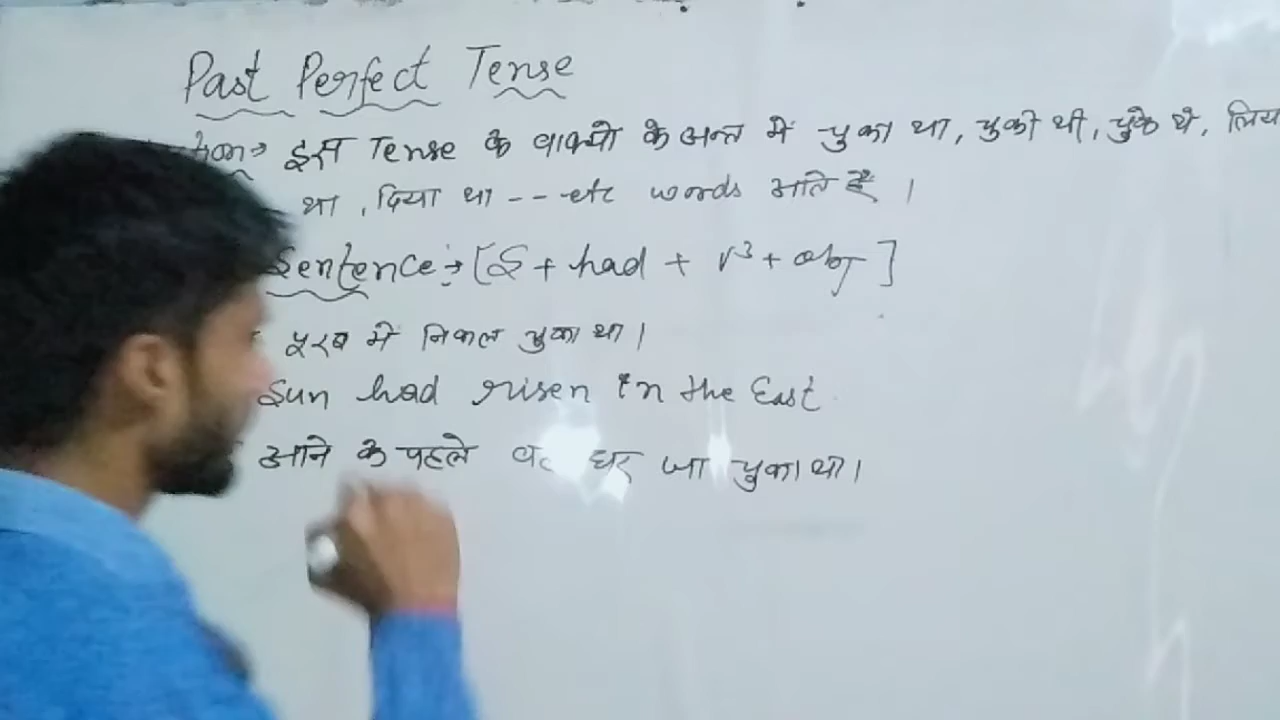 Past Perfect Tense
इस Tense के वाक्यो के अन्त में चुका था, चुकी थी, चुके थे, लिय
था, दिया था -- etc words आते हैं।
Sentence:→ [S + had + V³ + obj]
पूरब में निकल चुका था।
Sun had risen in the East
आने के पहले वह घर जा चुका था।